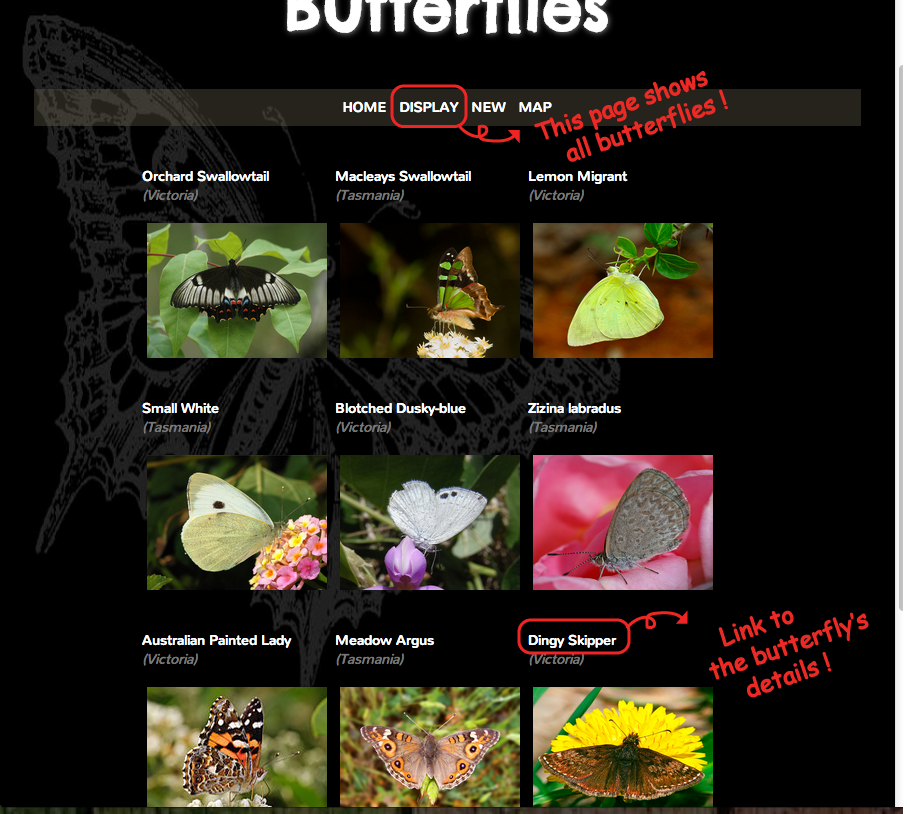 Butterflies
HOME DISPLAY NEW MAP
This page shows
all butterflies !
Orchard Swallowtail
(Victoria)
Macleays Swallowtail
(Tasmania)
Lemon Migrant
(Victoria)
Small White
(Tasmania)
Blotched Dusky-blue
(Victoria)
Zizina labradus
(Tasmania)
Australian Painted Lady
(Victoria)
Meadow Argus
(Tasmania)
Dingy Skipper
(Victoria)
Link to
the butterfly's
details !